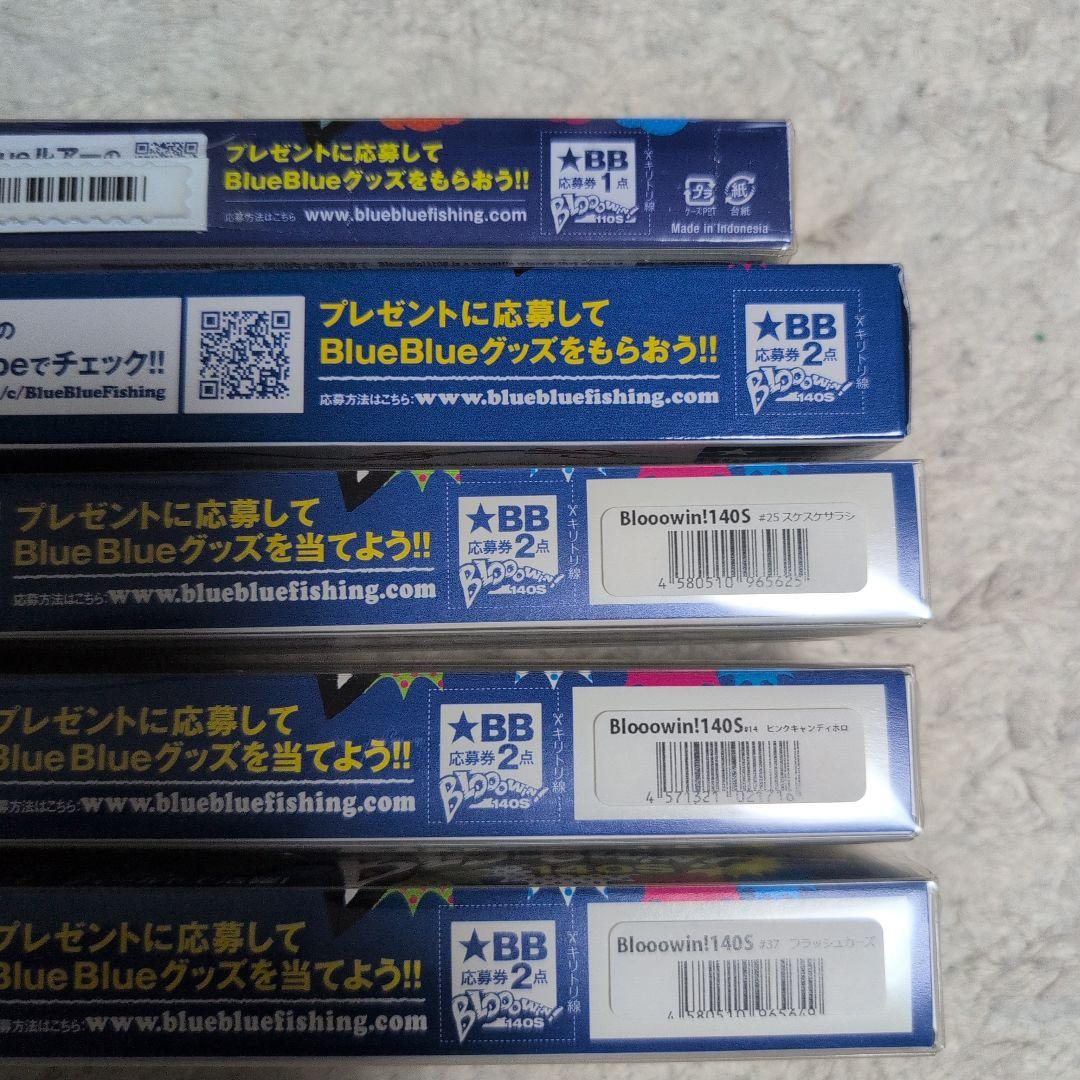 ueルアーの
プレゼントに応募して
BlueBlueグッズをもらおう!!
応募方法はこちら www.bluebluefishing.com
★BB
応募券1点
Blooowin!
110S
キリトリ線
プラ
ケースPET
紙
台紙
Made in Indonesia
の
beでチェック!!
/c/BlueBlueFishing
プレゼントに応募して
BlueBlueグッズをもらおう!!
応募方法はこちら: www.bluebluefishing.com
★BB
応募券2点
Blooowin!
140S
キリトリ線
プレゼントに応募して
BlueBlueグッズを当てよう!!
応募方法はこちら: www.bluebluefishing.com
★BB
応募券2点
Blooowin!
140S
キリトリ線
Blooowin!140S #25 スケスケサラシ
4 580510 965625
プレゼントに応募して
BlueBlueグッズを当てよう!!
募方法はこちら: www.bluebluefishing.com
★BB
応募券2点
Blooowin!
140S
キリトリ線
Blooowin!140S #14 ピンクキャンディホロ
4 571321 021716
プレゼントに応募して
BlueBlueグッズを当てよう!!
募方法はこちら: www.bluebluefishing.com
★BB
応募券2点
Blooowin!
140S
キリトリ線
Blooowin!140S #37 フラッシュカーズ
4 580510 965649